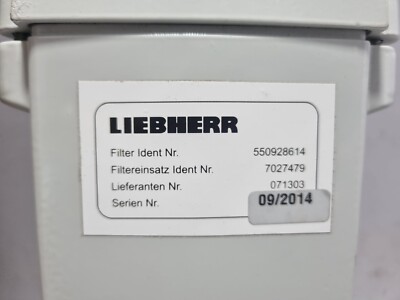 LIEBHERR
Filter Ident Nr. 550928614
Filtereinsatz Ident Nr. 7027479
Lieferanten Nr. 071303
Serien Nr. 09/2014